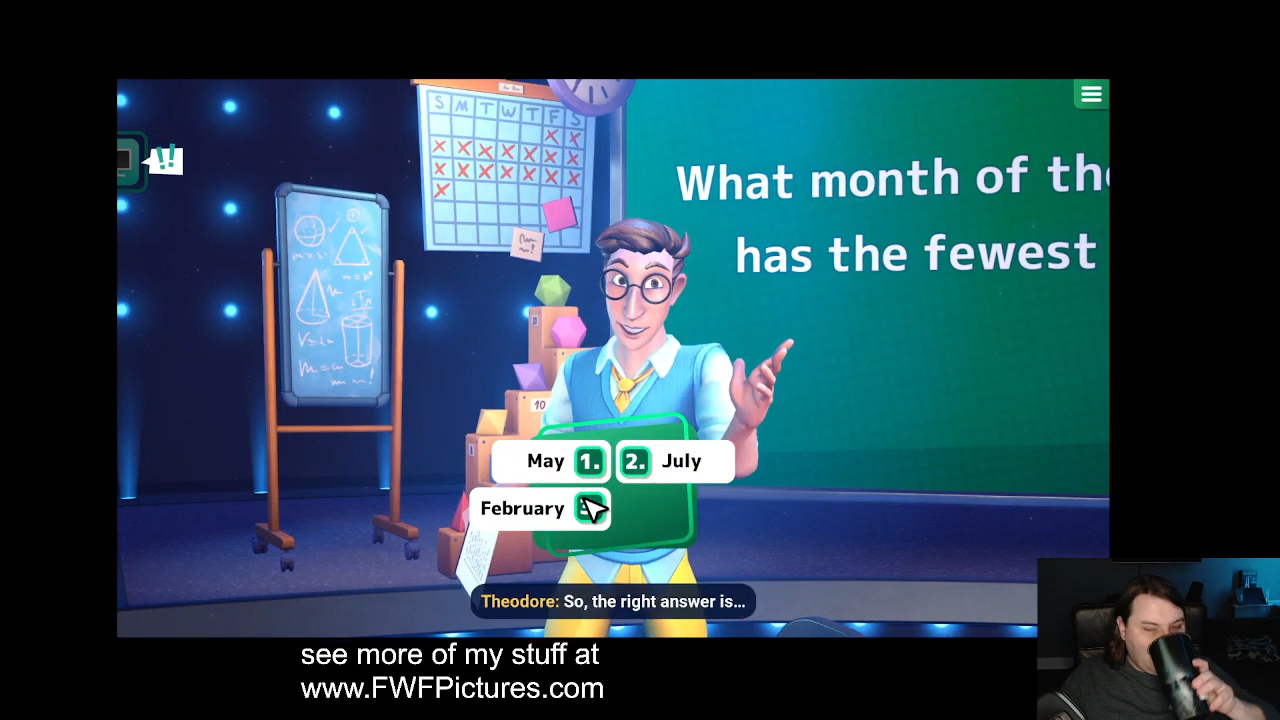 S M T W T F S
!!
What month of the
has the fewest
10
May 1. 2. July
February
Theodore: So, the right answer is...
see more of my stuff at
www.FWFPictures.com